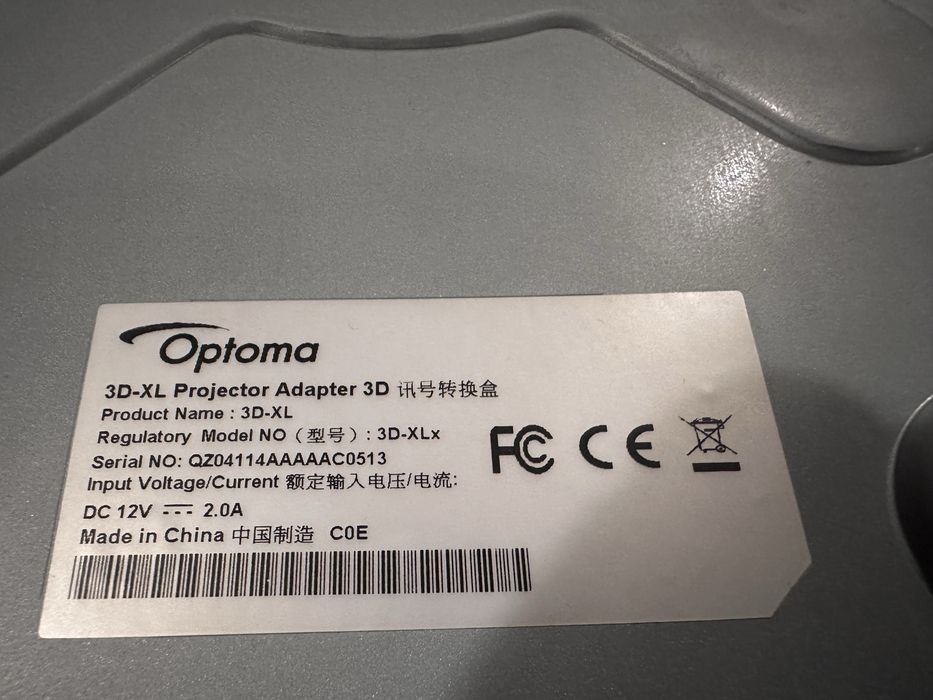 Optoma
3D-XL Projector Adapter 3D 讯号转换盒
Product Name : 3D-XL
Regulatory Model NO（型号）: 3D-XLx
Serial NO: QZ04114AAAAAC0513
Input Voltage/Current 额定输入电压/电流:
DC 12V ⎓ 2.0A
Made in China 中国制造 C0E
FC CE